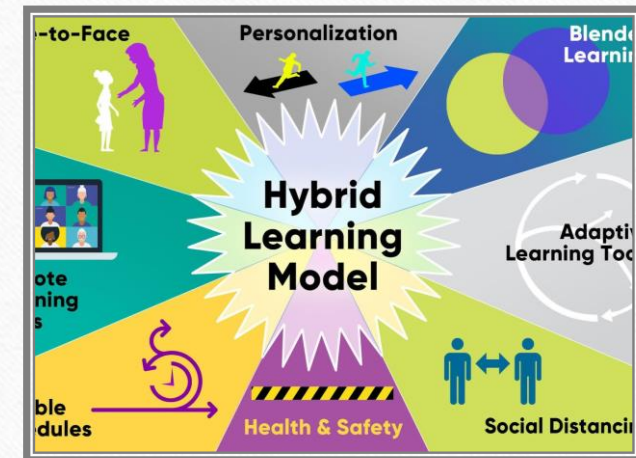 -to-Face
Personalization
Blende
Learnin
Hybrid
Learning
Model
ote
ning
s
Adaptiv
Learning Too
ble
edules
Health & Safety
Social Distancin